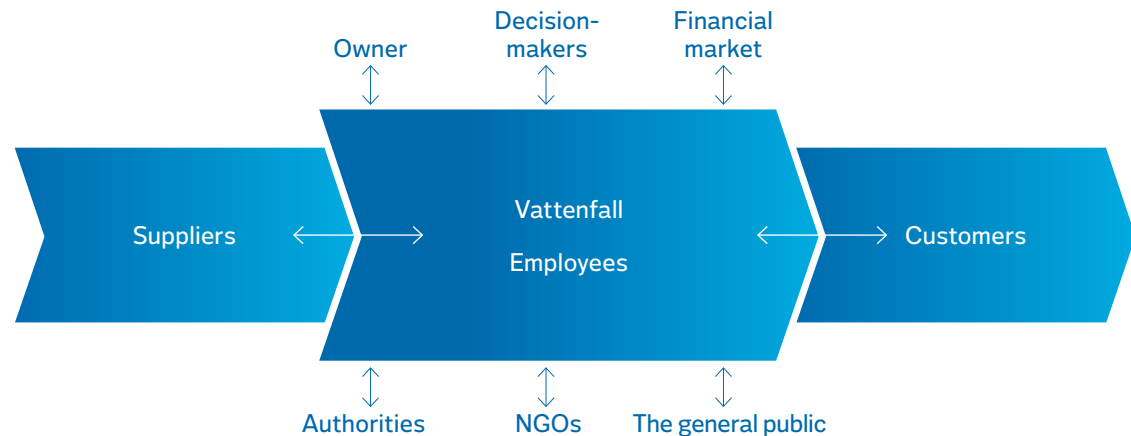 Owner
Decision-
makers
Financial
market
Suppliers
Vattenfall
Employees
Customers
Authorities
NGOs
The general public